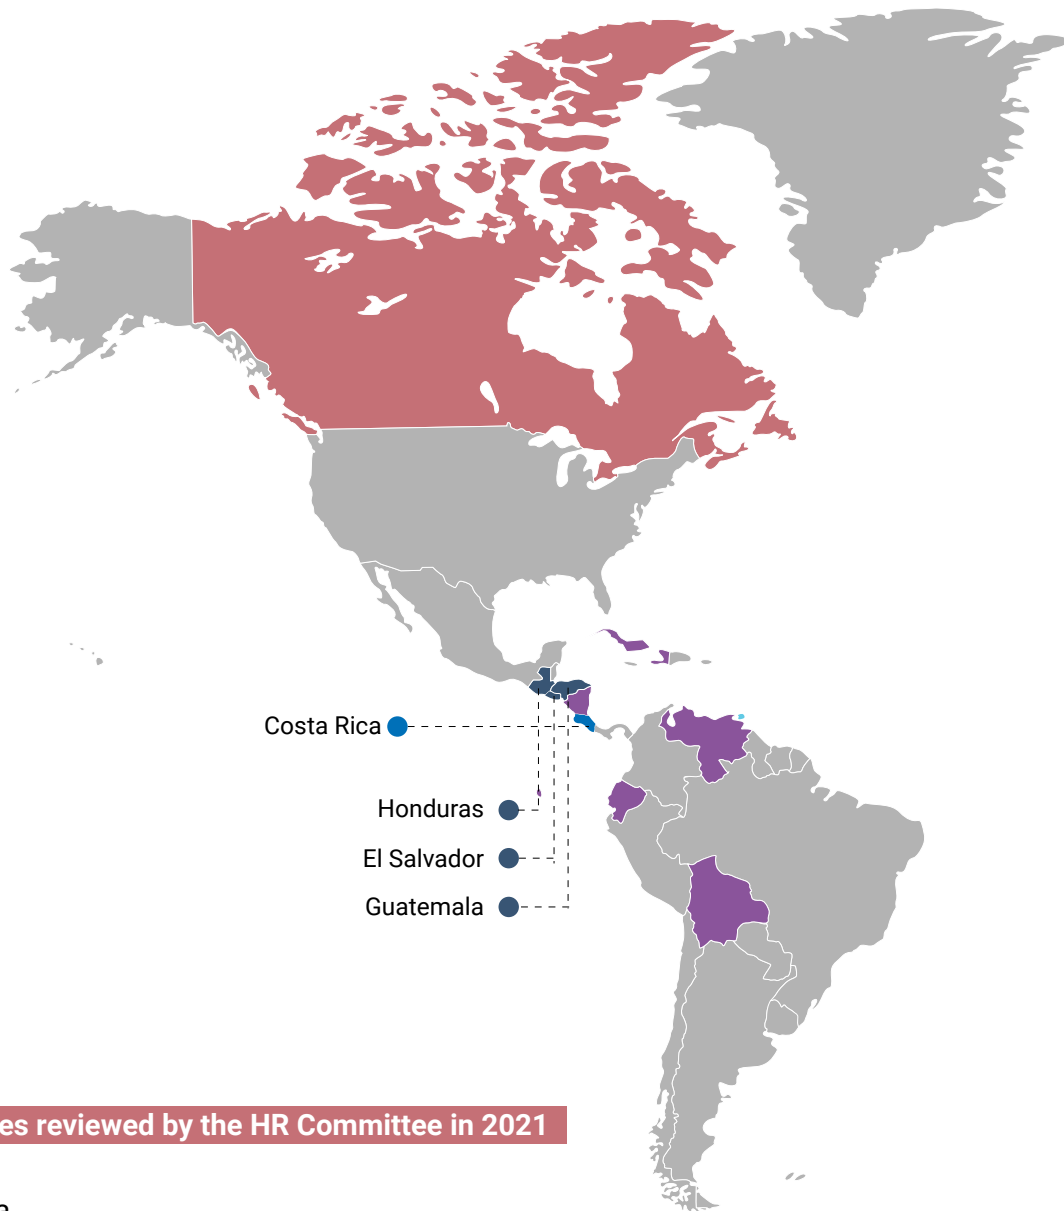 Costa Rica
Honduras
El Salvador
Guatemala
es reviewed by the HR Committee in 2021